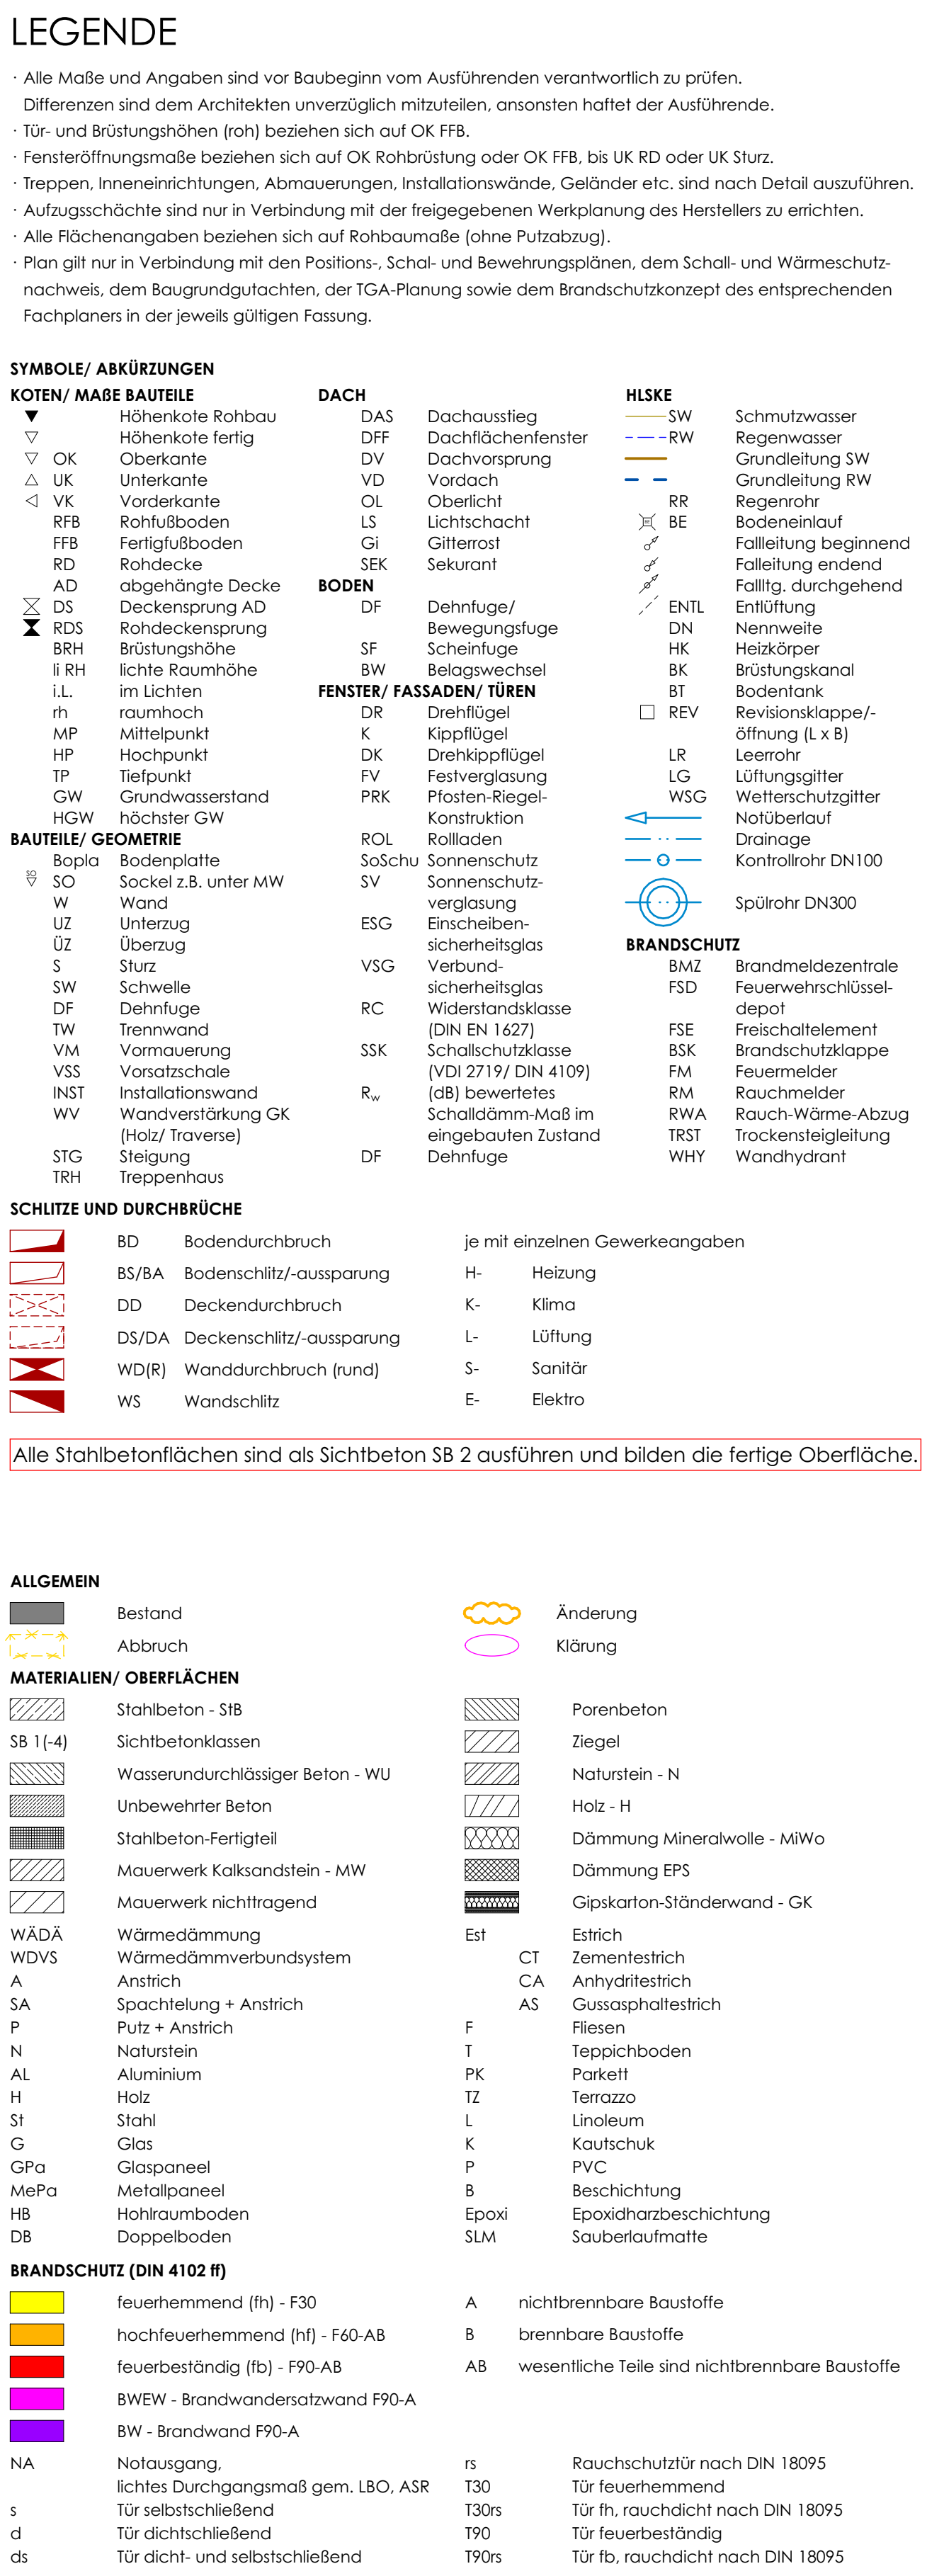 LEGENDE
· Alle Maße und Angaben sind vor Baubeginn vom Ausführenden verantwortlich zu prüfen.
Differenzen sind dem Architekten unverzüglich mitzuteilen, ansonsten haftet der Ausführende.
· Tür- und Brüstungshöhen (roh) beziehen sich auf OK FFB.
· Fensteröffnungsmaße beziehen sich auf OK Rohbrüstung oder OK FFB, bis UK RD oder UK Sturz.
· Treppen, Inneneinrichtungen, Abmauerungen, Installationswände, Geländer etc. sind nach Detail auszuführen.
· Aufzugsschächte sind nur in Verbindung mit der freigegebenen Werkplanung des Herstellers zu errichten.
· Alle Flächenangaben beziehen sich auf Rohbaumaße (ohne Putzabzug).
· Plan gilt nur in Verbindung mit den Positions-, Schal- und Bewehrungsplänen, dem Schall- und Wärmeschutz-
nachweis, dem Baugrundgutachten, der TGA-Planung sowie dem Brandschutzkonzept des entsprechenden
Fachplaners in der jeweils gültigen Fassung.
SYMBOLE/ ABKÜRZUNGEN
KOTEN/ MAßE BAUTEILE
Höhenkote Rohbau
Höhenkote fertig
OK Oberkante
UK Unterkante
VK Vorderkante
RFB Rohfußboden
FFB Fertigfußboden
RD Rohdecke
AD abgehängte Decke
DS Deckensprung AD
RDS Rohdeckensprung
BRH Brüstungshöhe
li RH lichte Raumhöhe
i.L. im Lichten
rh raumhoch
MP Mittelpunkt
HP Hochpunkt
TP Tiefpunkt
GW Grundwasserstand
HGW höchster GW
BAUTEILE/ GEOMETRIE
Bopla Bodenplatte
SO SO Sockel z.B. unter MW
W Wand
UZ Unterzug
ÜZ Überzug
S Sturz
SW Schwelle
DF Dehnfuge
TW Trennwand
VM Vormauerung
VSS Vorsatzschale
INST Installationswand
WV Wandverstärkung GK
(Holz/ Traverse)
STG Steigung
TRH Treppenhaus
DACH
DAS Dachausstieg
DFF Dachflächenfenster
DV Dachvorsprung
VD Vordach
OL Oberlicht
LS Lichtschacht
Gi Gitterrost
SEK Sekurant
BODEN
DF Dehnfuge/
Bewegungsfuge
SF Scheinfuge
BW Belagswechsel
FENSTER/ FASSADEN/ TÜREN
DR Drehflügel
K Kippflügel
DK Drehkippflügel
FV Festverglasung
PRK Pfosten-Riegel-
Konstruktion
ROL Rollladen
SoSchu Sonnenschutz
SV Sonnenschutz-
verglasung
ESG Einscheiben-
sicherheitsglas
VSG Verbund-
sicherheitsglas
RC Widerstandsklasse
(DIN EN 1627)
SSK Schallschutzklasse
(VDI 2719/ DIN 4109)
Rw (dB) bewertetes
Schalldämm-Maß im
eingebauten Zustand
DF Dehnfuge
HLSKE
SW Schmutzwasser
RW Regenwasser
Grundleitung SW
Grundleitung RW
RR Regenrohr
BE Bodeneinlauf
Fallleitung beginnend
Falleitung endend
Fallltg. durchgehend
ENTL Entlüftung
DN Nennweite
HK Heizkörper
BK Brüstungskanal
BT Bodentank
REV Revisionsklappe/-
öffnung (L x B)
LR Leerrohr
LG Lüftungsgitter
WSG Wetterschutzgitter
Notüberlauf
Drainage
Kontrollrohr DN100
Spülrohr DN300
BRANDSCHUTZ
BMZ Brandmeldezentrale
FSD Feuerwehrschlüssel-
depot
FSE Freischaltelement
BSK Brandschutzklappe
FM Feuermelder
RM Rauchmelder
RWA Rauch-Wärme-Abzug
TRST Trockensteigleitung
WHY Wandhydrant
SCHLITZE UND DURCHBRÜCHE
BD Bodendurchbruch
BS/BA Bodenschlitz/-aussparung
DD Deckendurchbruch
DS/DA Deckenschlitz/-aussparung
WD(R) Wanddurchbruch (rund)
WS Wandschlitz
je mit einzelnen Gewerkeangaben
H- Heizung
K- Klima
L- Lüftung
S- Sanitär
E- Elektro
Alle Stahlbetonflächen sind als Sichtbeton SB 2 ausführen und bilden die fertige Oberfläche.
ALLGEMEIN
Bestand
Abbruch
Änderung
Klärung
MATERIALIEN/ OBERFLÄCHEN
Stahlbeton - StB
SB 1(-4) Sichtbetonklassen
Wasserundurchlässiger Beton - WU
Unbewehrter Beton
Stahlbeton-Fertigteil
Mauerwerk Kalksandstein - MW
Mauerwerk nichttragend
WÄDÄ Wärmedämmung
WDVS Wärmedämmverbundsystem
A Anstrich
SA Spachtelung + Anstrich
P Putz + Anstrich
N Naturstein
AL Aluminium
H Holz
St Stahl
G Glas
GPa Glaspaneel
MePa Metallpaneel
HB Hohlraumboden
DB Doppelboden
Porenbeton
Ziegel
Naturstein - N
Holz - H
Dämmung Mineralwolle - MiWo
Dämmung EPS
Gipskarton-Ständerwand - GK
Est Estrich
CT Zementestrich
CA Anhydritestrich
AS Gussasphaltestrich
F Fliesen
T Teppichboden
PK Parkett
TZ Terrazzo
L Linoleum
K Kautschuk
P PVC
B Beschichtung
Epoxi Epoxidharzbeschichtung
SLM Sauberlaufmatte
BRANDSCHUTZ (DIN 4102 ff)
feuerhemmend (fh) - F30
hochfeuerhemmend (hf) - F60-AB
feuerbeständig (fb) - F90-AB
BWEW - Brandwandersatzwand F90-A
BW - Brandwand F90-A
A nichtbrennbare Baustoffe
B brennbare Baustoffe
AB wesentliche Teile sind nichtbrennbare Baustoffe
NA Notausgang,
lichtes Durchgangsmaß gem. LBO, ASR
s Tür selbstschließend
d Tür dichtschließend
ds Tür dicht- und selbstschließend
rs Rauchschutztür nach DIN 18095
T30 Tür feuerhemmend
T30rs Tür fh, rauchdicht nach DIN 18095
T90 Tür feuerbeständig
T90rs Tür fb, rauchdicht nach DIN 18095